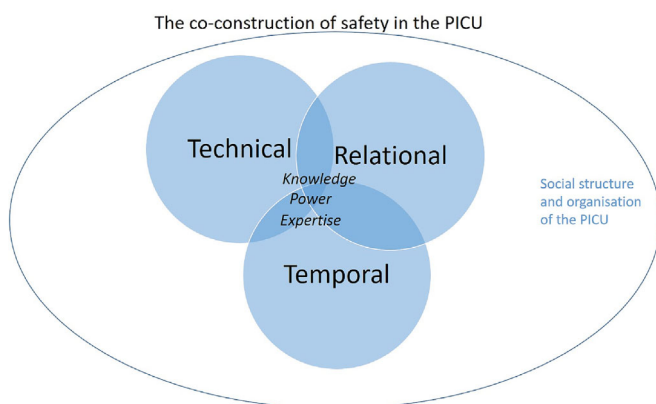 The co-construction of safety in the PICU
Technical
Relational
Knowledge
Power
Expertise
Social structure
and organisation
of the PICU
Temporal